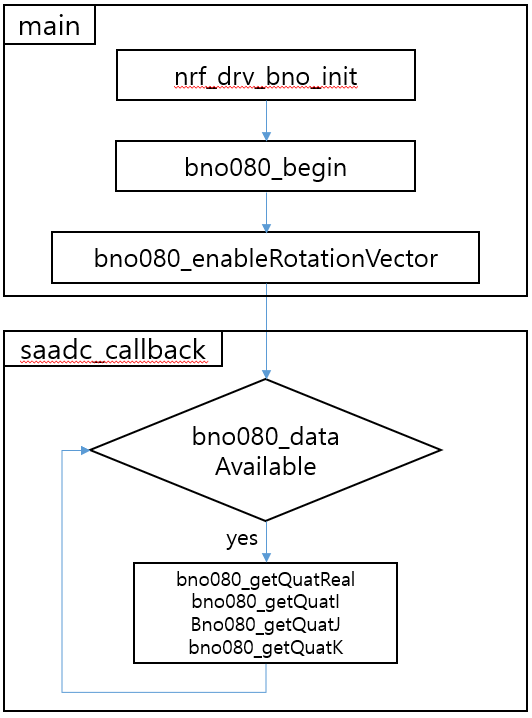 main
nrf_drv_bno_init
bno080_begin
bno080_enableRotationVector
saadc_callback
bno080_data
Available
yes
bno080_getQuatReal
bno080_getQuatI
Bno080_getQuatJ
bno080_getQuatK